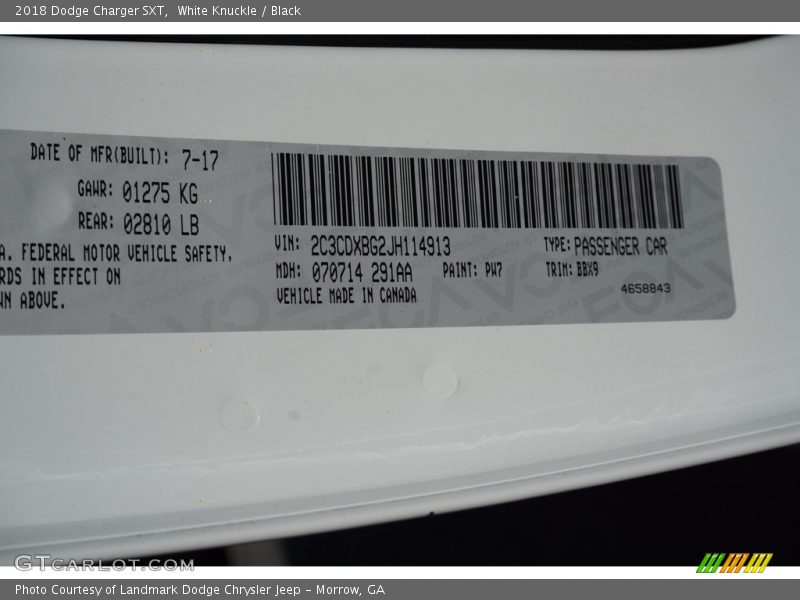 2018 Dodge Charger SXT, White Knuckle / Black
DATE OF MFR(BUILT): 7-17
GAWR: 01275 KG
REAR: 02810 LB
A. FEDERAL MOTOR VEHICLE SAFETY,
RDS IN EFFECT ON
WN ABOVE.
VIN: 2C3CDXBG2JH114913 TYPE: PASSENGER CAR
MDH: 070714 291AA PAINT: PW7 TRIM: BBX9
VEHICLE MADE IN CANADA
4658843
GTCARLOT.COM
Photo Courtesy of Landmark Dodge Chrysler Jeep – Morrow, GA